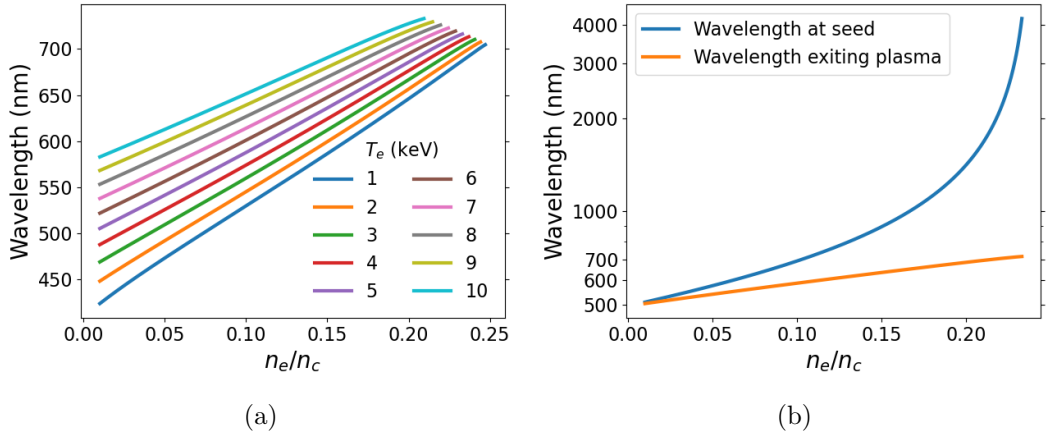 Wavelength (nm)
700
650
600
550
500
450
0.00 0.05 0.10 0.15 0.20 0.25
n_e/n_c
T_e (keV)
1 6
2 7
3 8
4 9
5 10
(a)
Wavelength (nm)
4000
3000
2000
1000
700
600
500
0.00 0.05 0.10 0.15 0.20
n_e/n_c
Wavelength at seed
Wavelength exiting plasma
(b)